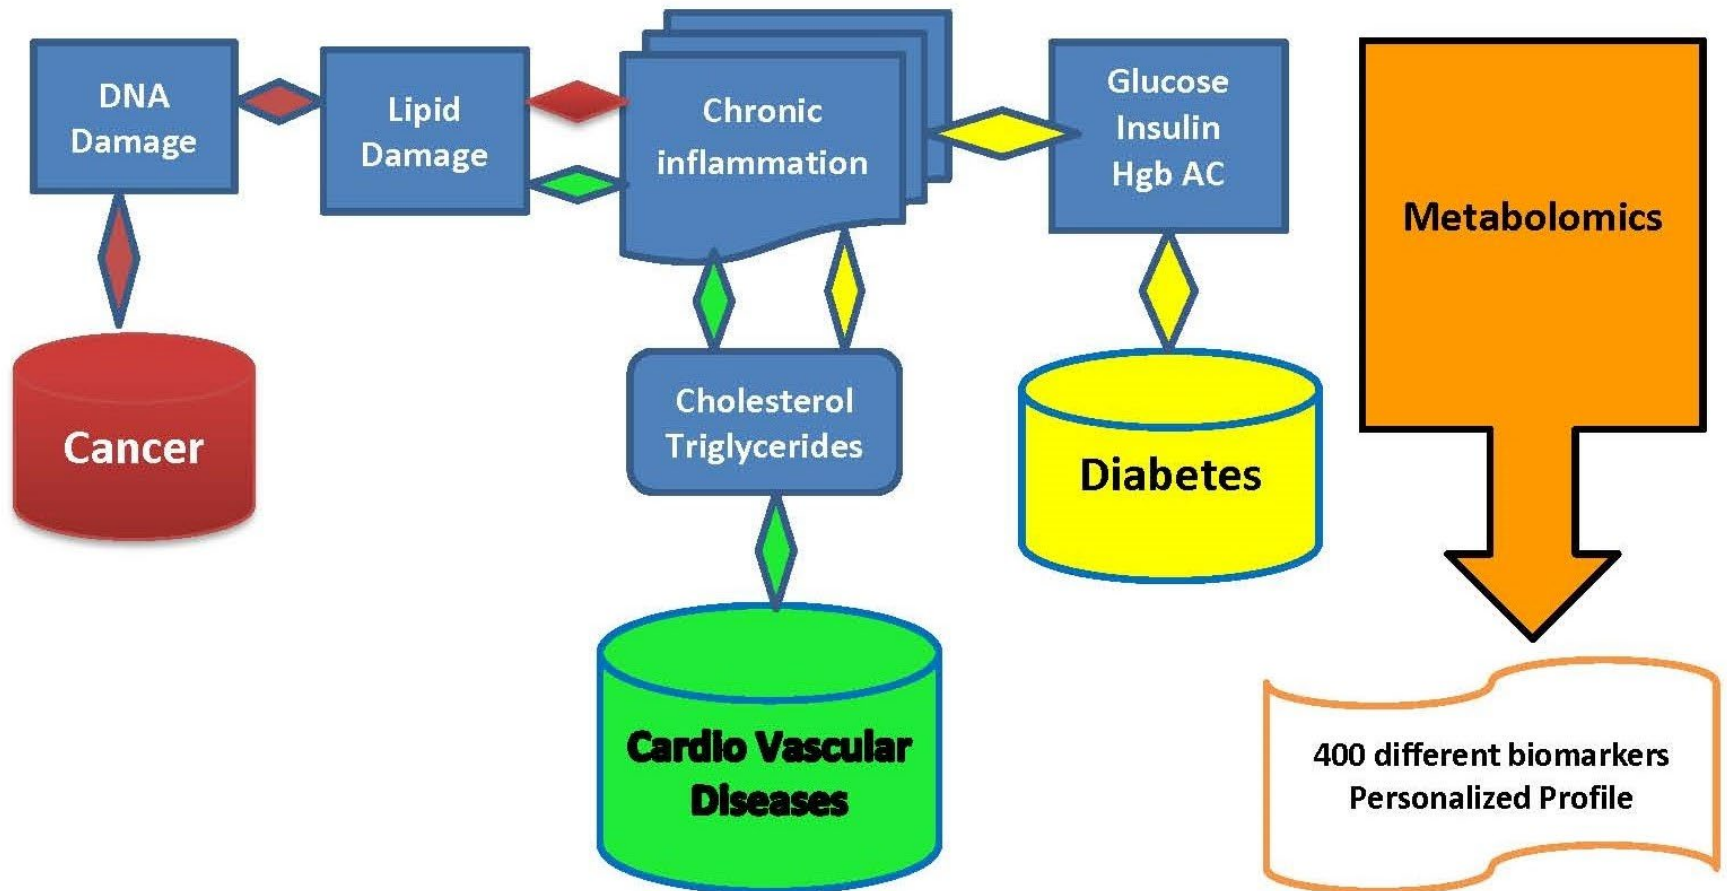 DNA
Damage
Lipid
Damage
Chronic
inflammation
Glucose
Insulin
Hgb AC
Metabolomics
Cancer
Cholesterol
Triglycerides
Diabetes
Cardio Vascular
Diseases
400 different biomarkers
Personalized Profile